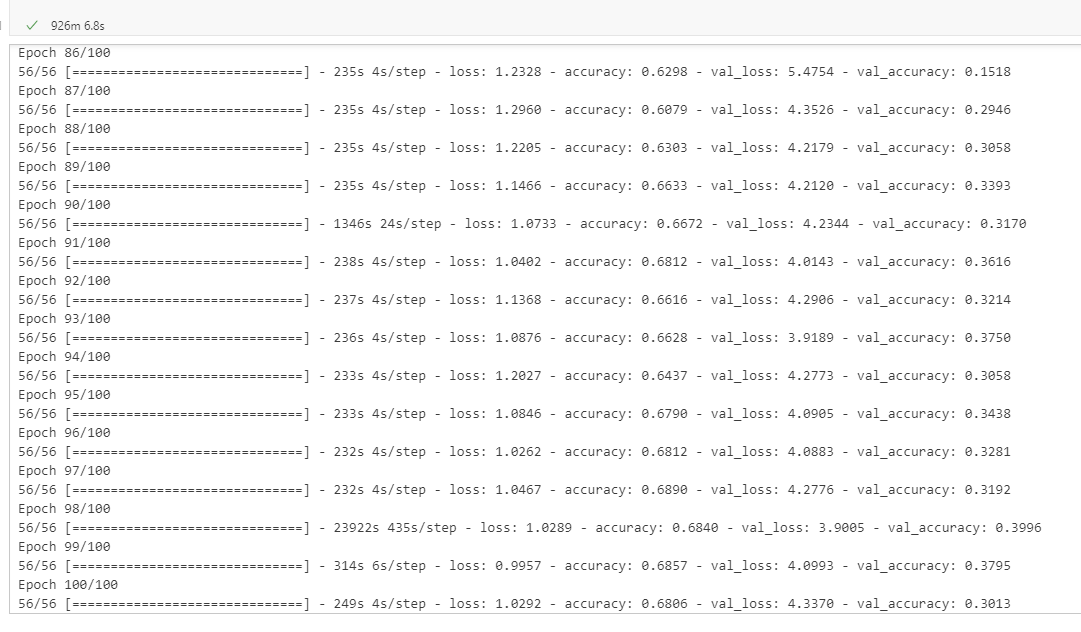 926m 6.8s
Epoch 86/100
56/56 [==============================] - 235s 4s/step - loss: 1.2328 - accuracy: 0.6298 - val_loss: 5.4754 - val_accuracy: 0.1518
Epoch 87/100
56/56 [==============================] - 235s 4s/step - loss: 1.2960 - accuracy: 0.6079 - val_loss: 4.3526 - val_accuracy: 0.2946
Epoch 88/100
56/56 [==============================] - 235s 4s/step - loss: 1.2205 - accuracy: 0.6303 - val_loss: 4.2179 - val_accuracy: 0.3058
Epoch 89/100
56/56 [==============================] - 235s 4s/step - loss: 1.1466 - accuracy: 0.6633 - val_loss: 4.2120 - val_accuracy: 0.3393
Epoch 90/100
56/56 [==============================] - 1346s 24s/step - loss: 1.0733 - accuracy: 0.6672 - val_loss: 4.2344 - val_accuracy: 0.3170
Epoch 91/100
56/56 [==============================] - 238s 4s/step - loss: 1.0402 - accuracy: 0.6812 - val_loss: 4.0143 - val_accuracy: 0.3616
Epoch 92/100
56/56 [==============================] - 237s 4s/step - loss: 1.1368 - accuracy: 0.6616 - val_loss: 4.2906 - val_accuracy: 0.3214
Epoch 93/100
56/56 [==============================] - 236s 4s/step - loss: 1.0876 - accuracy: 0.6628 - val_loss: 3.9189 - val_accuracy: 0.3750
Epoch 94/100
56/56 [==============================] - 233s 4s/step - loss: 1.2027 - accuracy: 0.6437 - val_loss: 4.2773 - val_accuracy: 0.3058
Epoch 95/100
56/56 [==============================] - 233s 4s/step - loss: 1.0846 - accuracy: 0.6790 - val_loss: 4.0905 - val_accuracy: 0.3438
Epoch 96/100
56/56 [==============================] - 232s 4s/step - loss: 1.0262 - accuracy: 0.6812 - val_loss: 4.0883 - val_accuracy: 0.3281
Epoch 97/100
56/56 [==============================] - 232s 4s/step - loss: 1.0467 - accuracy: 0.6890 - val_loss: 4.2776 - val_accuracy: 0.3192
Epoch 98/100
56/56 [==============================] - 23922s 435s/step - loss: 1.0289 - accuracy: 0.6840 - val_loss: 3.9005 - val_accuracy: 0.3996
Epoch 99/100
56/56 [==============================] - 314s 6s/step - loss: 0.9957 - accuracy: 0.6857 - val_loss: 4.0993 - val_accuracy: 0.3795
Epoch 100/100
56/56 [==============================] - 249s 4s/step - loss: 1.0292 - accuracy: 0.6806 - val_loss: 4.3370 - val_accuracy: 0.3013